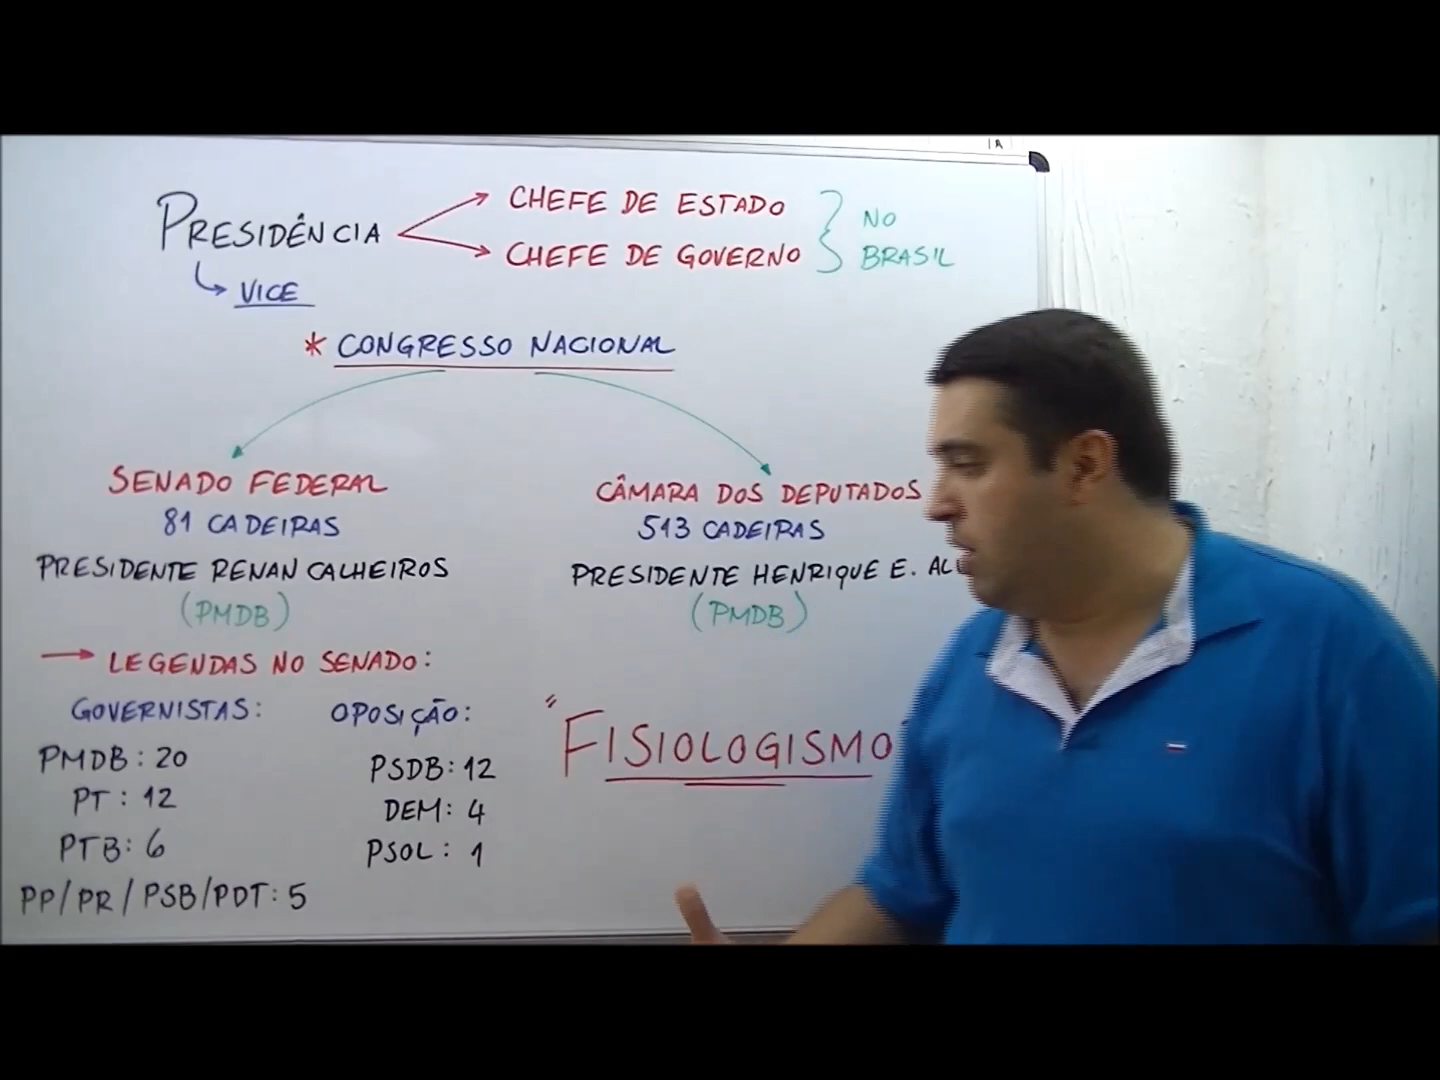 PRESIDÊNCIA
CHEFE DE ESTADO
CHEFE DE GOVERNO
NO
BRASIL
VICE
* CONGRESSO NACIONAL
SENADO FEDERAL
81 CADEIRAS
PRESIDENTE RENAN CALHEIROS
(PMDB)
CÂMARA DOS DEPUTADOS
513 CADEIRAS
PRESIDENTE HENRIQUE E.
(PMDB)
LEGENDAS NO SENADO:
GOVERNISTAS:
PMDB: 20
PT: 12
PTB: 6
PP/PR/PSB/PDT: 5
OPOSIÇÃO:
PSDB: 12
DEM: 4
PSOL: 1
"FISIOLOGISMO